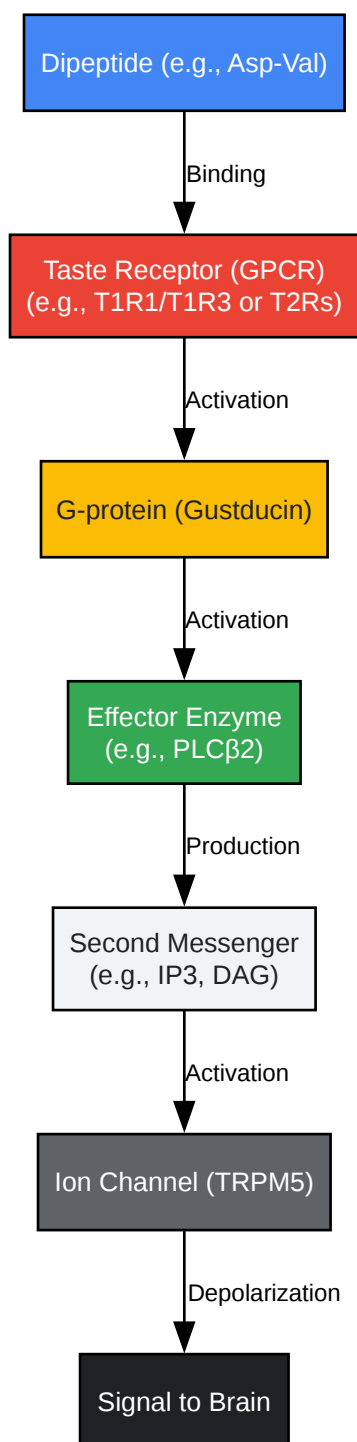 Dipeptide (e.g., Asp-Val)
Binding
Taste Receptor (GPCR)
(e.g., T1R1/T1R3 or T2Rs)
Activation
G-protein (Gustducin)
Activation
Effector Enzyme
(e.g., PLCβ2)
Production
Second Messenger
(e.g., IP3, DAG)
Activation
Ion Channel (TRPM5)
Depolarization
Signal to Brain